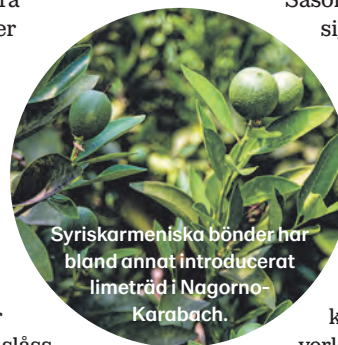 Syriskarmeniska bönder har
bland annat introducerat
limeträd i Nagorno-
Karabach.